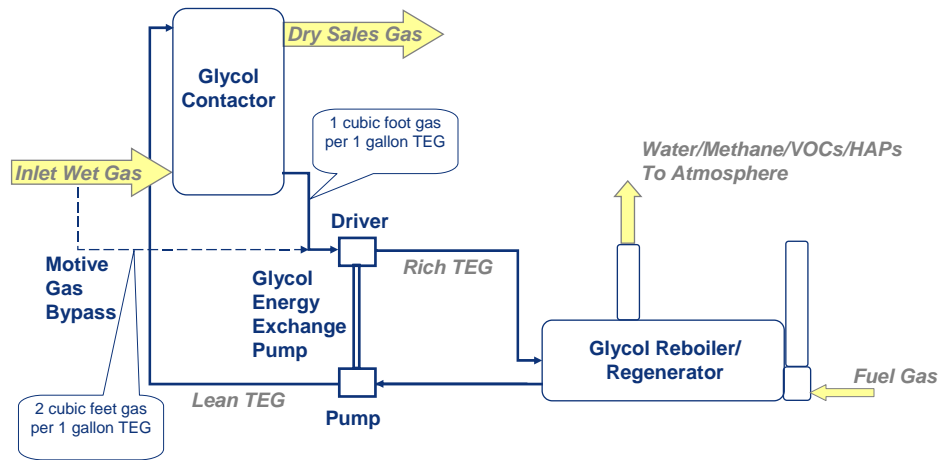 Dry Sales Gas
Glycol
Contactor
1 cubic foot gas
per 1 gallon TEG
Water/Methane/VOCs/HAPs
To Atmosphere
Inlet Wet Gas
Driver
Rich TEG
Motive
Gas
Bypass
Glycol
Energy
Exchange
Pump
Glycol Reboiler/
Regenerator
Fuel Gas
Lean TEG
Pump
2 cubic feet gas
per 1 gallon TEG